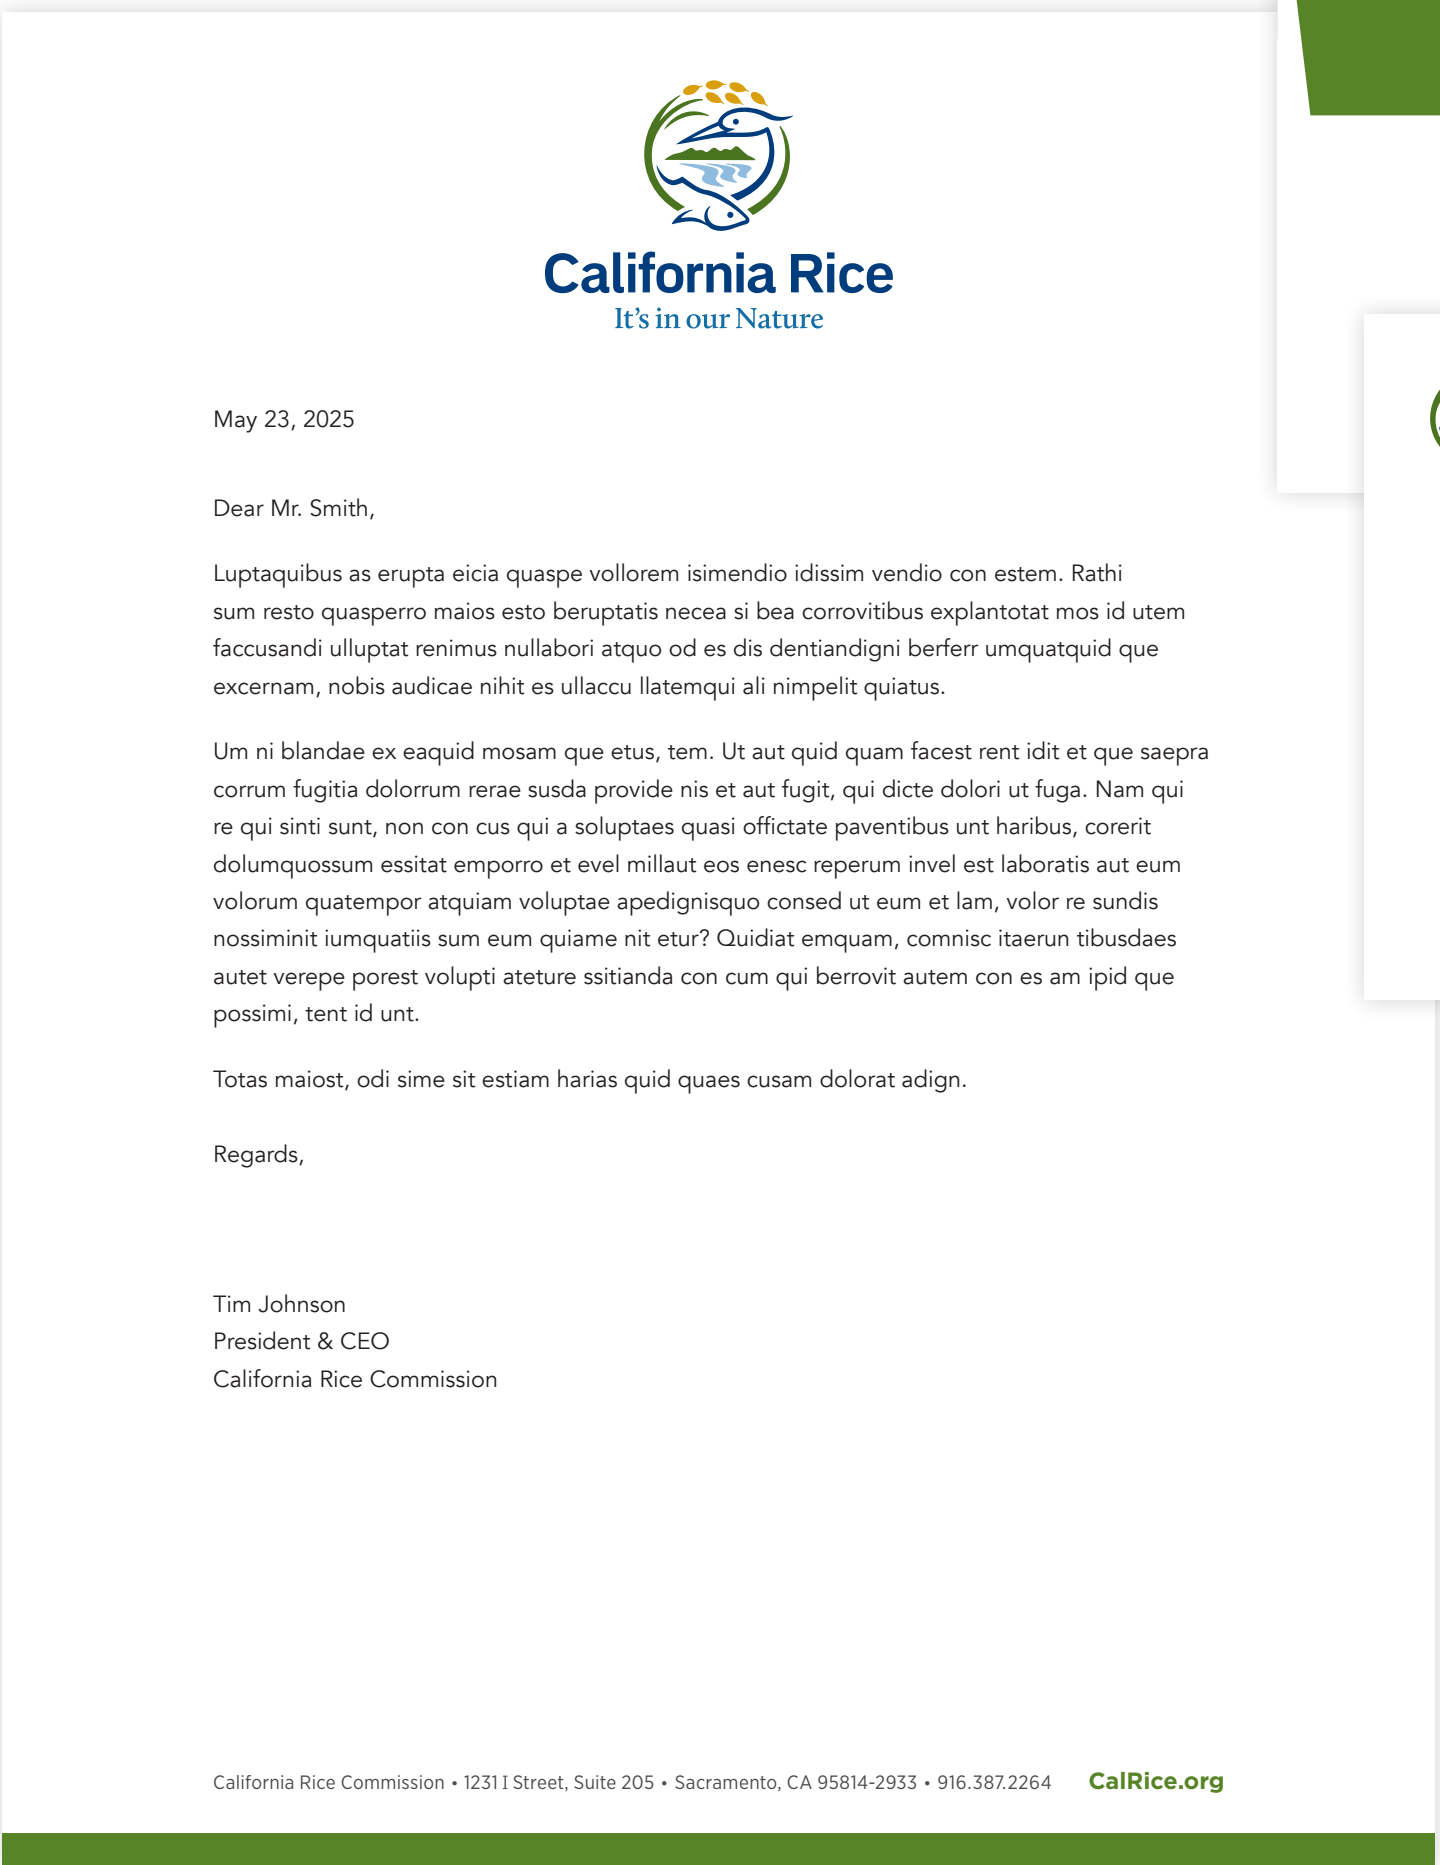 California Rice
It's in our Nature
May 23, 2025
Dear Mr. Smith,
Luptaquibus as erupta eicia quaspe vollorem isimendio idissim vendio con estem. Rathi
sum resto quasperro maios esto beruptatis necea si bea corrovitibus explantotat mos id utem
faccusandi ulluptat renimus nullabori atquo od es dis dentiandigni berferr umquatquid que
excernam, nobis audicae nihit es ullaccu llatemqui ali nimpelit quiatus.
Um ni blandae ex eaquid mosam que etus, tem. Ut aut quid quam facest rent idit et que saepra
corrum fugitia dolorrum rerae susda provide nis et aut fugit, qui dicte dolori ut fuga. Nam qui
re qui sinti sunt, non con cus qui a soluptaes quasi offictate paventibus unt haribus, corerit
dolumquossum essitat emporro et evel millaut eos enesc reperum invel est laboratis aut eum
volorum quatempor atquiam voluptae apedignisquo consed ut eum et lam, volor re sundis
nossiminit iumquatiis sum eum quiame nit etur? Quidiat emquam, comnisc itaerun tibusdaes
autet verepe porest volupti ateture ssitianda con cum qui berrovit autem con es am ipid que
possimi, tent id unt.
Totas maiost, odi sime sit estiam harias quid quaes cusam dolorat adign.
Regards,
Tim Johnson
President & CEO
California Rice Commission
California Rice Commission • 1231 I Street, Suite 205 • Sacramento, CA 95814-2933 • 916.387.2264 CalRice.org